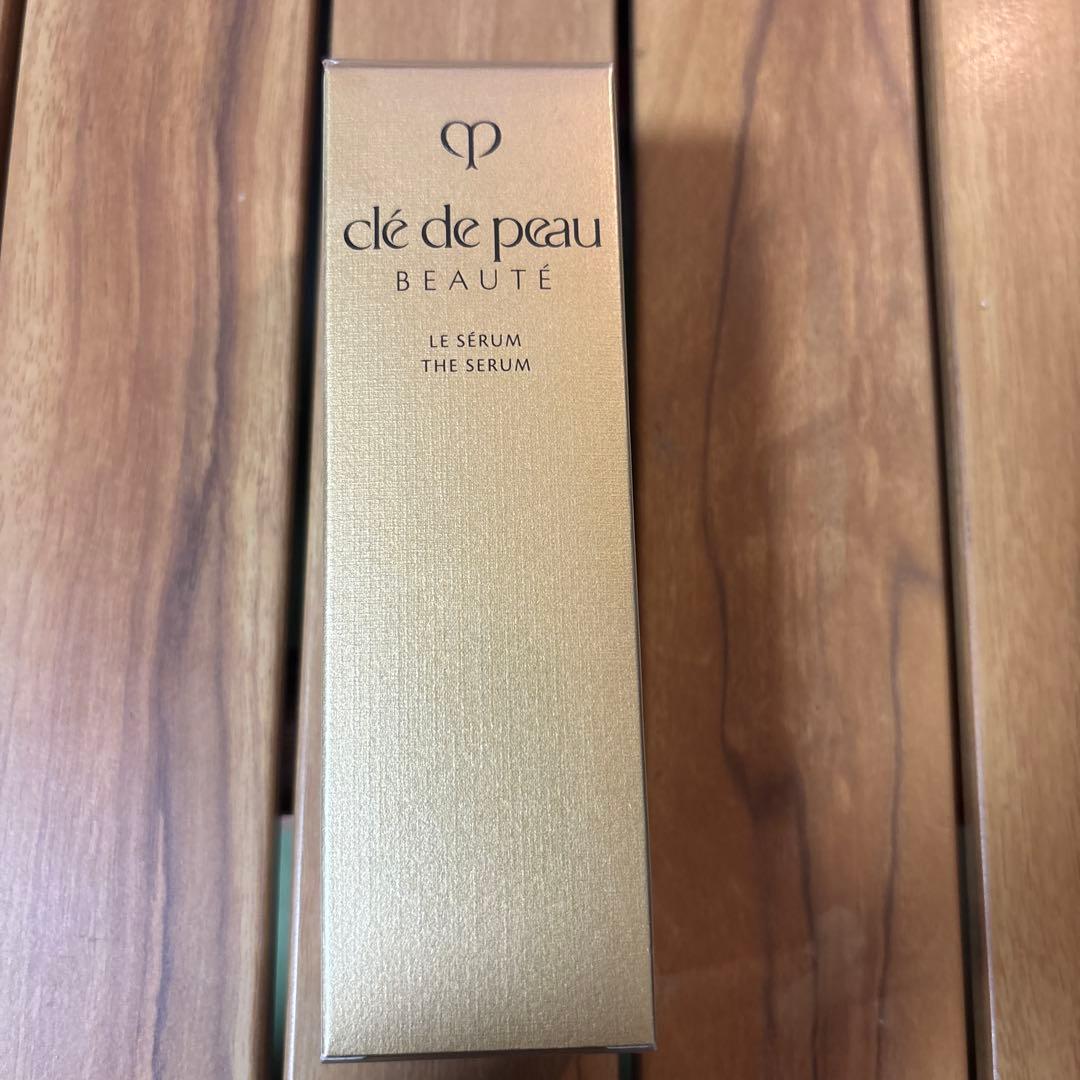 clé de peau
BEAUTÉ
LE SÉRUM
THE SERUM